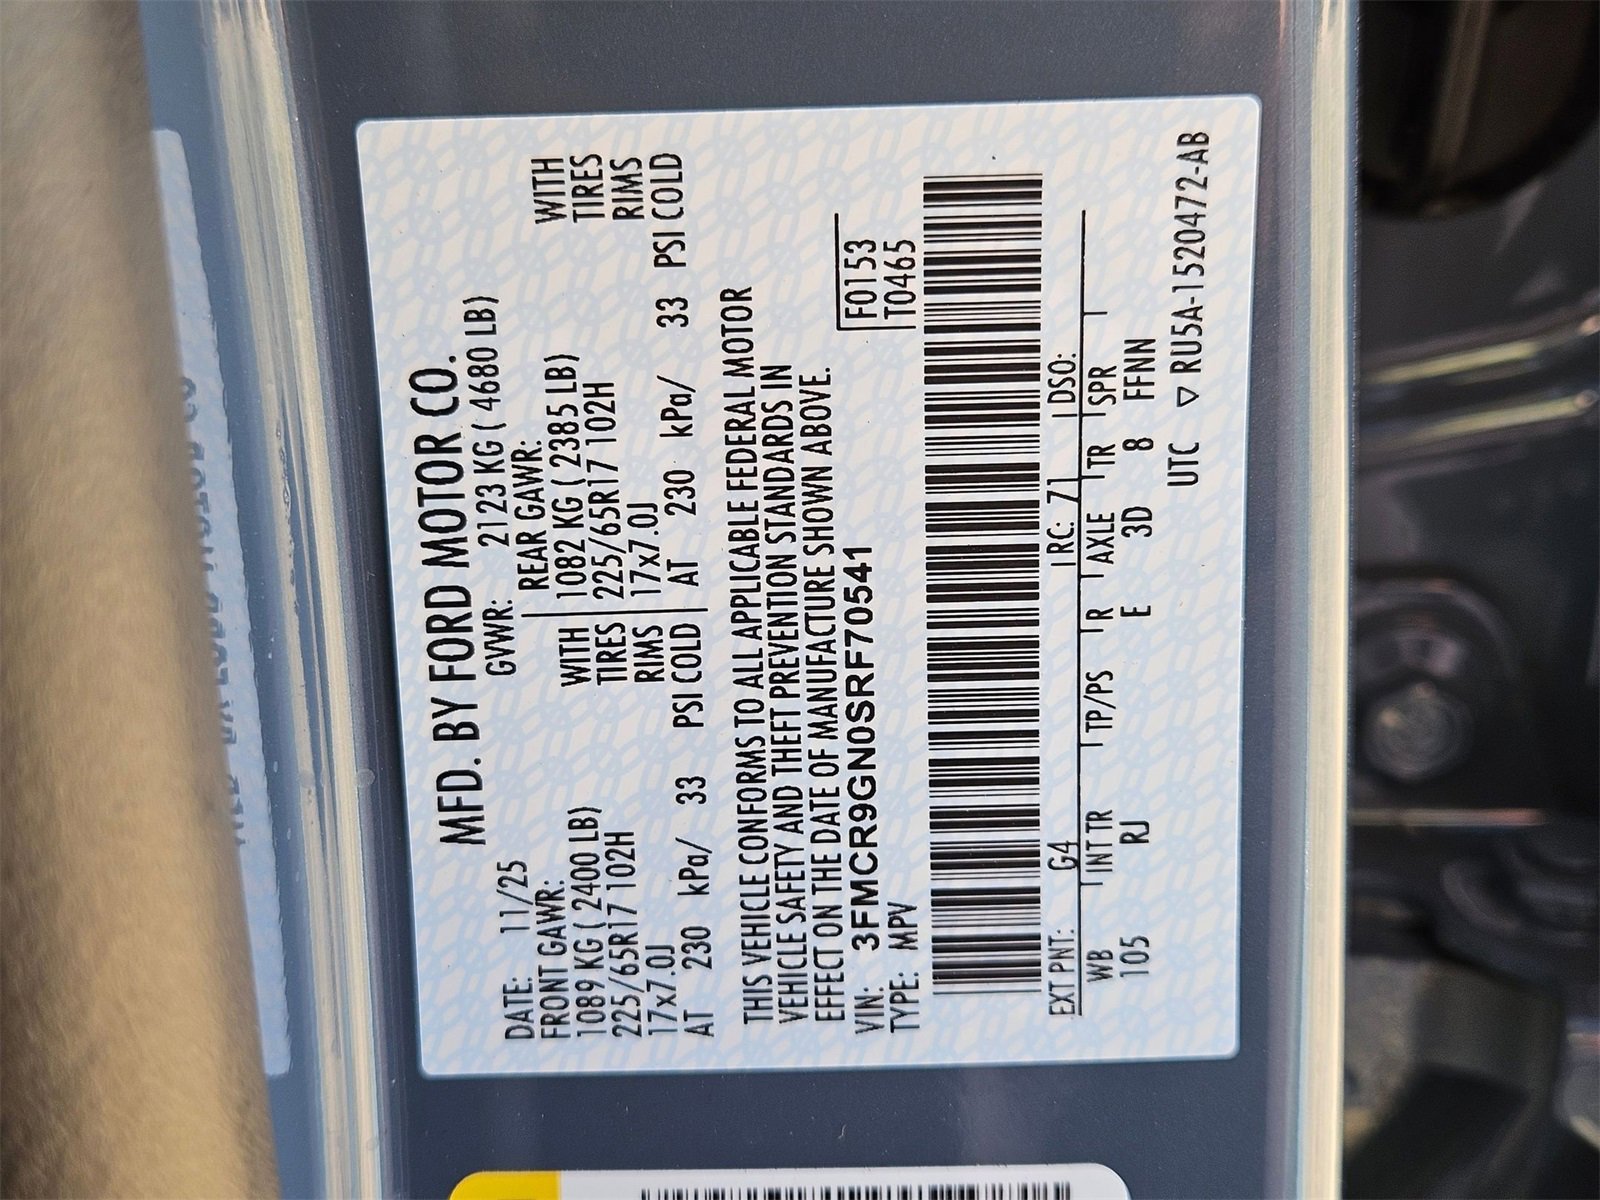 MFD. BY FORD MOTOR CO.
DATE: 11/25 GVWR: 2123 KG ( 4680 LB)
FRONT GAWR: REAR GAWR:
1089 KG ( 2400 LB) WITH 1082 KG ( 2385 LB) WITH
225/65R17 102H TIRES 225/65R17 102H TIRES
17x7.0J RIMS 17x7.0J RIMS
AT 230 kPa/ 33 PSI COLD AT 230 kPa/ 33 PSI COLD
THIS VEHICLE CONFORMS TO ALL APPLICABLE FEDERAL MOTOR
VEHICLE SAFETY AND THEFT PREVENTION STANDARDS IN
EFFECT ON THE DATE OF MANUFACTURE SHOWN ABOVE.
VIN: 3FMCR9GN0SRF70541 F0153
TYPE: MPV T0465
EXT PNT: G4 RC: 71 DSO:
WB INT TR TP/PS R AXLE TR SPR
105 RJ E 3D 8 FFNN
UTC ▽ RU5A-1520472-AB